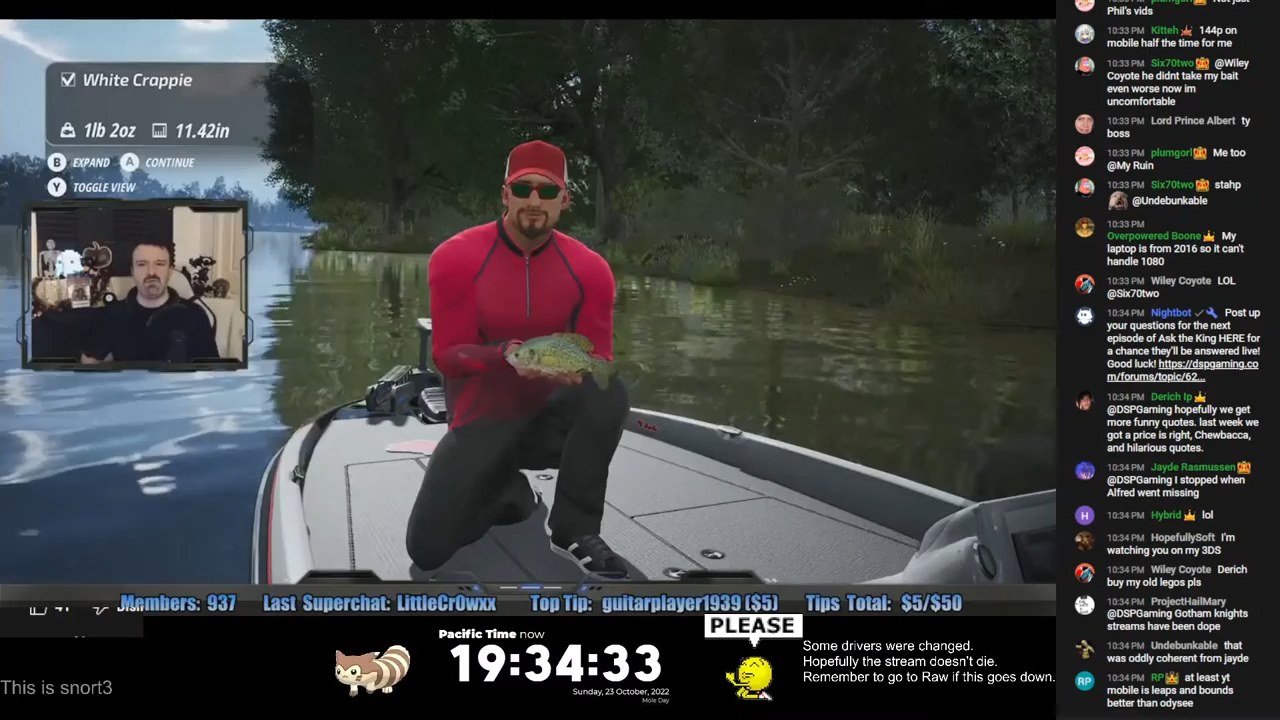 White Crappie
1lb 2oz 11.42in
B EXPAND A CONTINUE
Y TOGGLE VIEW
Members: 937 Last Superchat: LittleCr0wxx Top Tip: guitarplayer1939 ($5) Tips Total: $5/$50
Pacific Time now
19:34:33
Sunday, 23 October, 2022
Mole Day
PLEASE
Some drivers were changed.
Hopefully the stream doesn't die.
Remember to go to Raw if this goes down.
This is snort3
Phil's vids
10:33 PM Kitteh 144p on
mobile half the time for me
10:33 PM Six70two @Wiley
Coyote he didnt take my bait
even worse now im
uncomfortable
10:33 PM Lord Prince Albert ty
boss
10:33 PM plumgorl Me too
@My Ruin
10:33 PM Six70two stahp
@Undebunkable
10:33 PM
Overpowered Boone My
laptop is from 2016 so it can't
handle 1080
10:33 PM Wiley Coyote LOL
@Six70two
10:34 PM Nightbot Post up
your questions for the next
episode of Ask the King HERE for
a chance they'll be answered live!
Good luck! https://dspgaming.co
m/forums/topic/62...
10:34 PM Derich Ip
@DSPGaming hopefully we get
more funny quotes. last week we
got a price is right, Chewbacca,
and hilarious quotes.
10:34 PM Jayde Rasmussen
@DSPGaming I stopped when
Alfred went missing
H 10:34 PM Hybrid lol
10:34 PM HopefullySoft I'm
watching you on my 3DS
10:34 PM Wiley Coyote Derich
buy my old legos pls
10:34 PM ProjectHailMary
@DSPGaming Gotham knights
streams have been dope
10:34 PM Undebunkable that
was oddly coherent from jayde
RP 10:34 PM RP at least yt
mobile is leaps and bounds
better than odysee